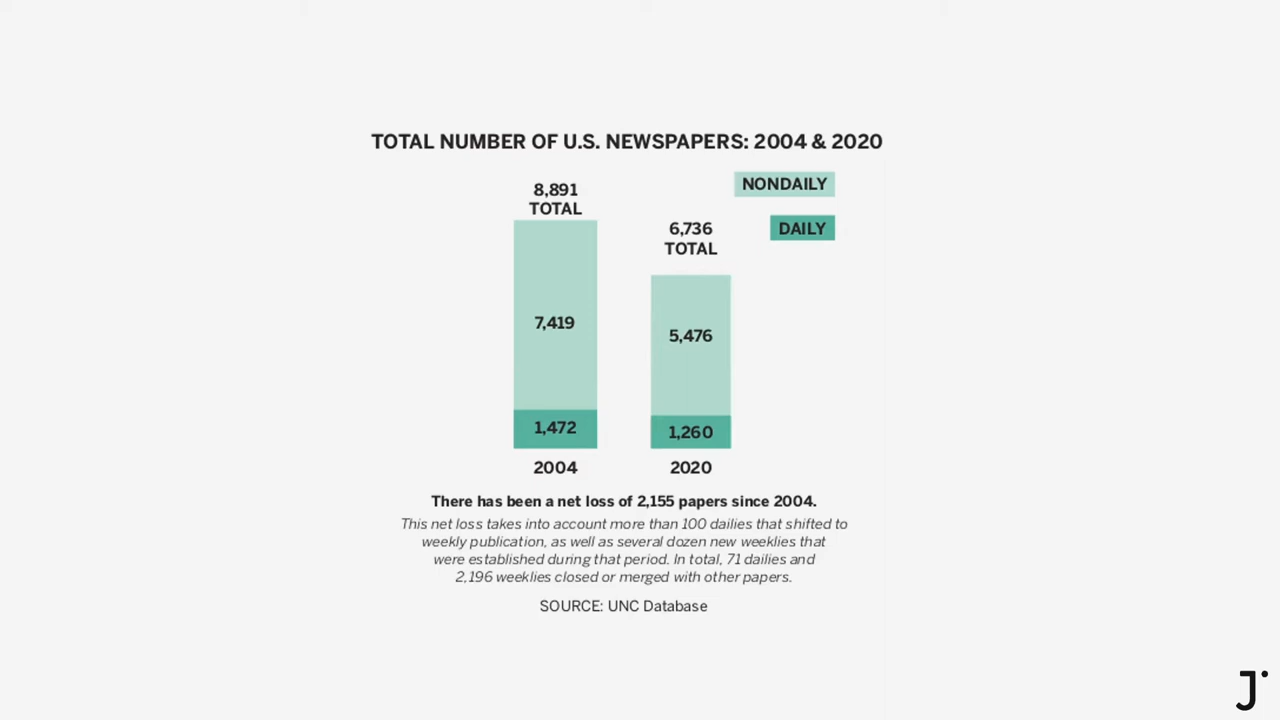 TOTAL NUMBER OF U.S. NEWSPAPERS: 2004 & 2020
8,891
TOTAL
NONDAILY
6,736
TOTAL
DAILY
7,419
5,476
1,472
1,260
2004
2020
There has been a net loss of 2,155 papers since 2004.
This net loss takes into account more than 100 dailies that shifted to
weekly publication, as well as several dozen new weeklies that
were established during that period. In total, 71 dailies and
2,196 weeklies closed or merged with other papers.
SOURCE: UNC Database
J